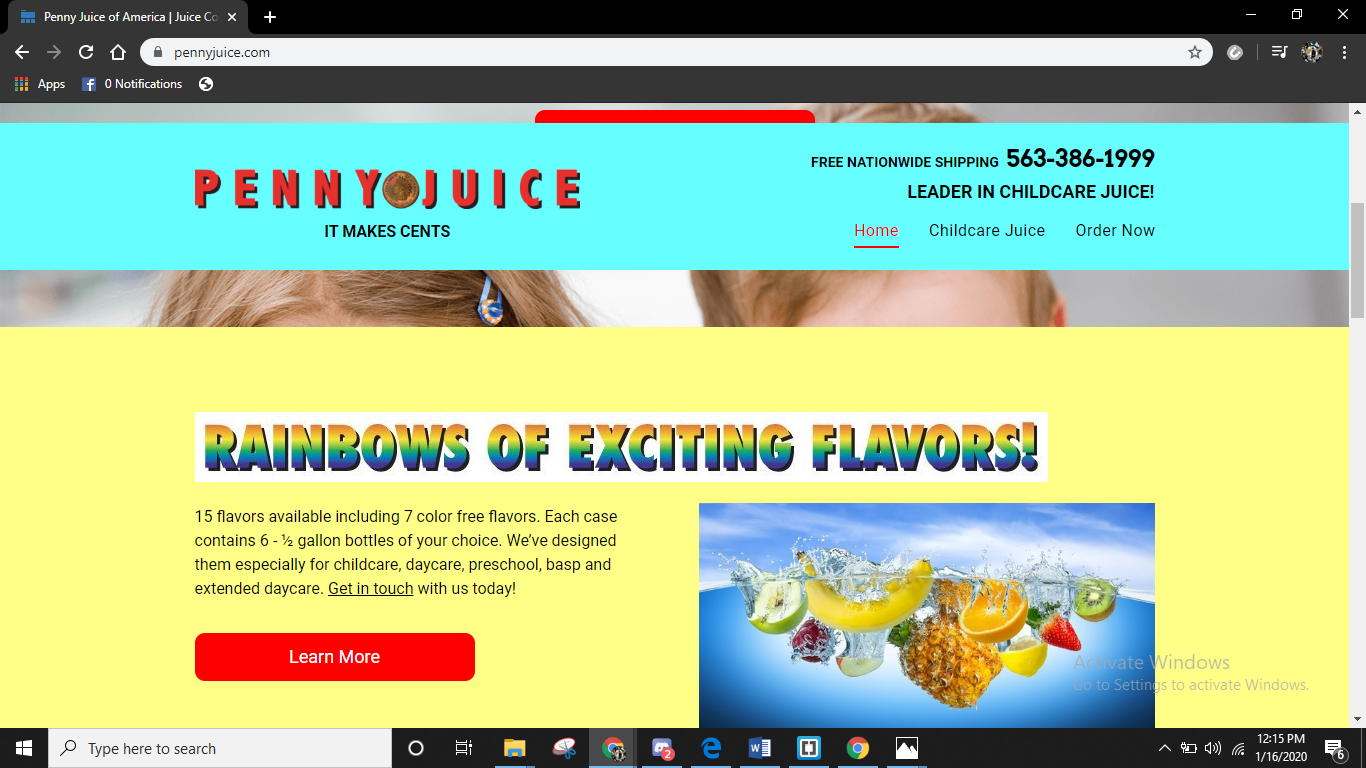 Penny Juice of America | Juice Co
pennyjuice.com
Apps
0 Notifications
PENNY JUICE
IT MAKES CENTS
FREE NATIONWIDE SHIPPING 563-386-1999
LEADER IN CHILDCARE JUICE!
Home Childcare Juice Order Now
RAINBOWS OF EXCITING FLAVORS!
15 flavors available including 7 color free flavors. Each case
contains 6 - ½ gallon bottles of your choice. We’ve designed
them especially for childcare, daycare, preschool, basp and
extended daycare. Get in touch with us today!
Learn More
Activate Windows
Go to Settings to activate Windows.
Type here to search
2
12:15 PM
1/16/2020
6